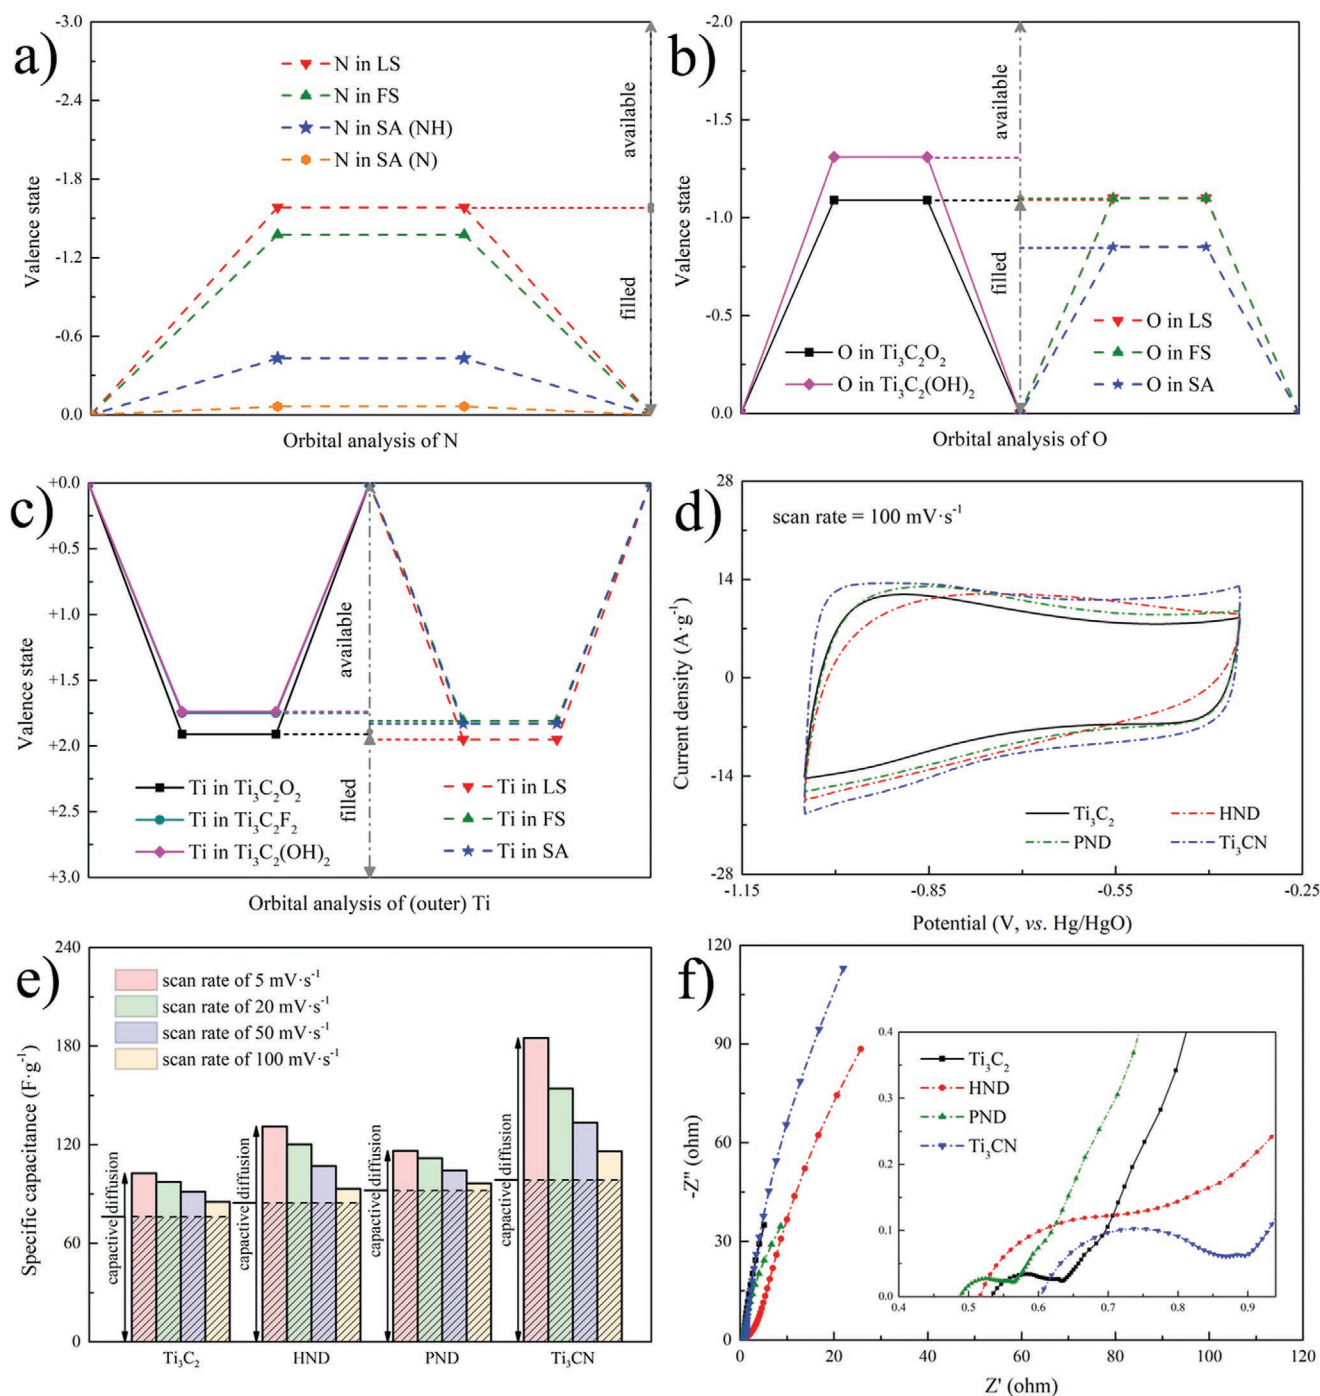 a)
-3.0
-2.4
-1.8
-1.2
-0.6
0.0
Valence state
N in LS
N in FS
N in SA (NH)
N in SA (N)
available
filled
Orbital analysis of N
b)
-2.0
-1.5
-1.0
-0.5
0.0
Valence state
available
filled
O in Ti₃C₂O₂
O in Ti₃C₂(OH)₂
O in LS
O in FS
O in SA
Orbital analysis of O
c)
+0.0
+0.5
+1.0
+1.5
+2.0
+2.5
+3.0
Valence state
available
filled
Ti in Ti₃C₂O₂
Ti in Ti₃C₂F₂
Ti in Ti₃C₂(OH)₂
Ti in LS
Ti in FS
Ti in SA
Orbital analysis of (outer) Ti
d)
scan rate = 100 mV·s⁻¹
28
14
0
-14
-28
Current density (A·g⁻¹)
Ti₃C₂
HND
PND
Ti₃CN
-1.15
-0.85
-0.55
-0.25
Potential (V, vs. Hg/HgO)
e)
240
180
120
60
0
Specific capacitance (F·g⁻¹)
scan rate of 5 mV·s⁻¹
scan rate of 20 mV·s⁻¹
scan rate of 50 mV·s⁻¹
scan rate of 100 mV·s⁻¹
capactive
diffusion
capactive
diffusion
capactive
diffusion
capactive
diffusion
Ti₃C₂
HND
PND
Ti₃CN
f)
120
90
60
30
0
-Z" (ohm)
Ti₃C₂
HND
PND
Ti₃CN
0.4
0.3
0.2
0.1
0.0
0.4
0.5
0.6
0.7
0.8
0.9
0
20
40
60
80
100
120
Z' (ohm)